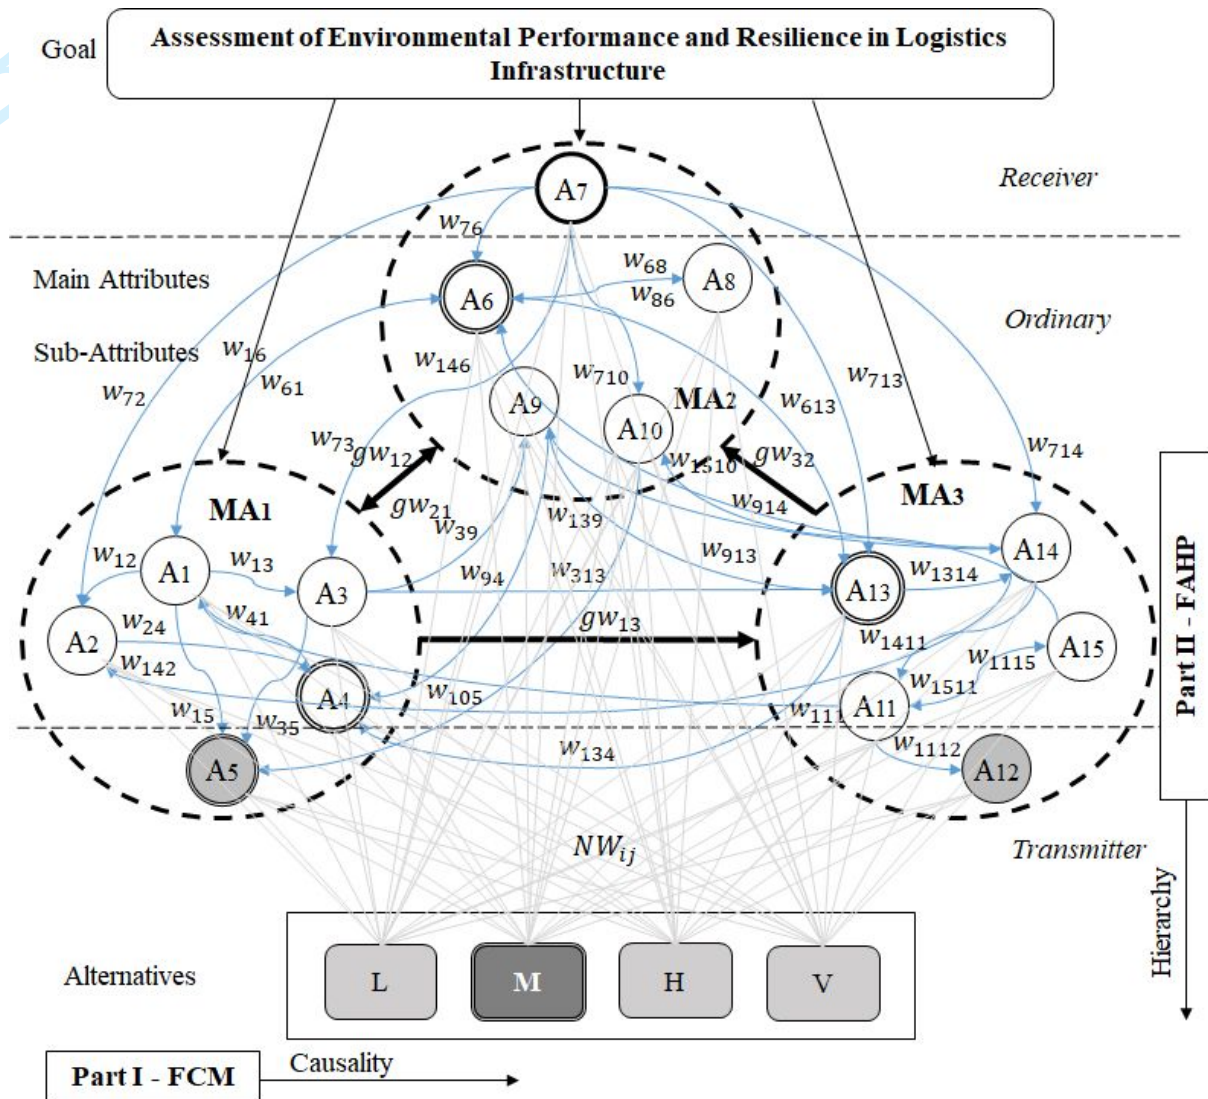 Goal
Assessment of Environmental Performance and Resilience in Logistics
Infrastructure
Receiver
A7
w76
Main Attributes
w68
A8
w86
A6
Ordinary
Sub-Attributes
w16
w146
w61
w72
w710
w713
A9
MA2
w613
A10
w73
gw12
w1510
gw32
w714
MA1
gw21
w39
w139
w914
MA3
w12
A1
w13
w94
w313
w913
A14
A3
A13
w1314
A2
w24
w41
gw13
w1411
A15
w142
w1115
A4
w105
w1511
w15
w35
w111
A11
w134
w1112
A5
A12
Part II - FAHP
NWij
Transmitter
Hierarchy
Alternatives
L
M
H
V
Part I - FCM
Causality